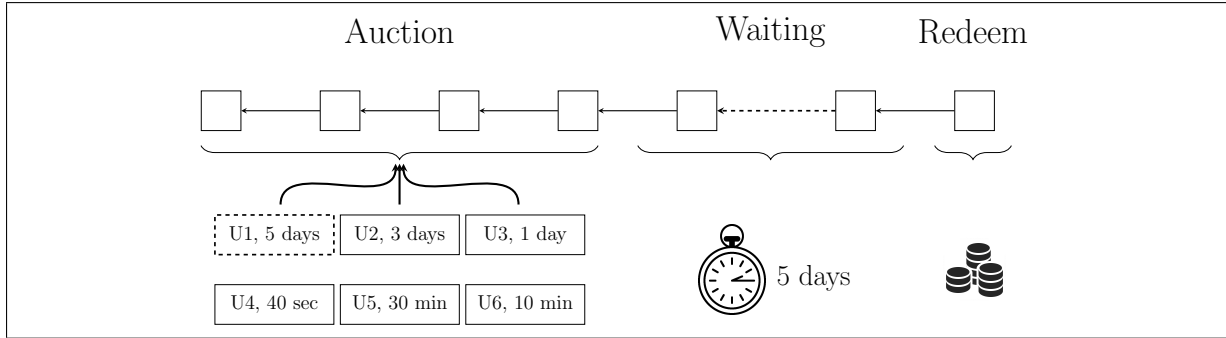 Auction Waiting Redeem
U1, 5 days U2, 3 days U3, 1 day
5 days
U4, 40 sec U5, 30 min U6, 10 min